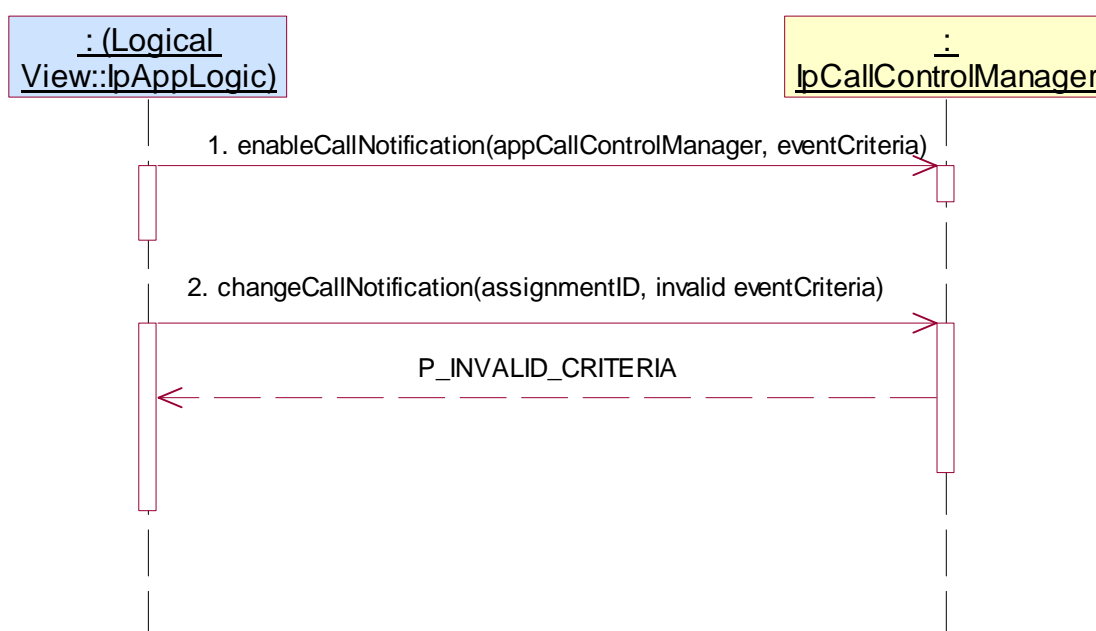 : (Logical
View::IpAppLogic)
:
IpCallControlManager
1. enableCallNotification(appCallControlManager, eventCriteria)
2. changeCallNotification(assignmentID, invalid eventCriteria)
P_INVALID_CRITERIA